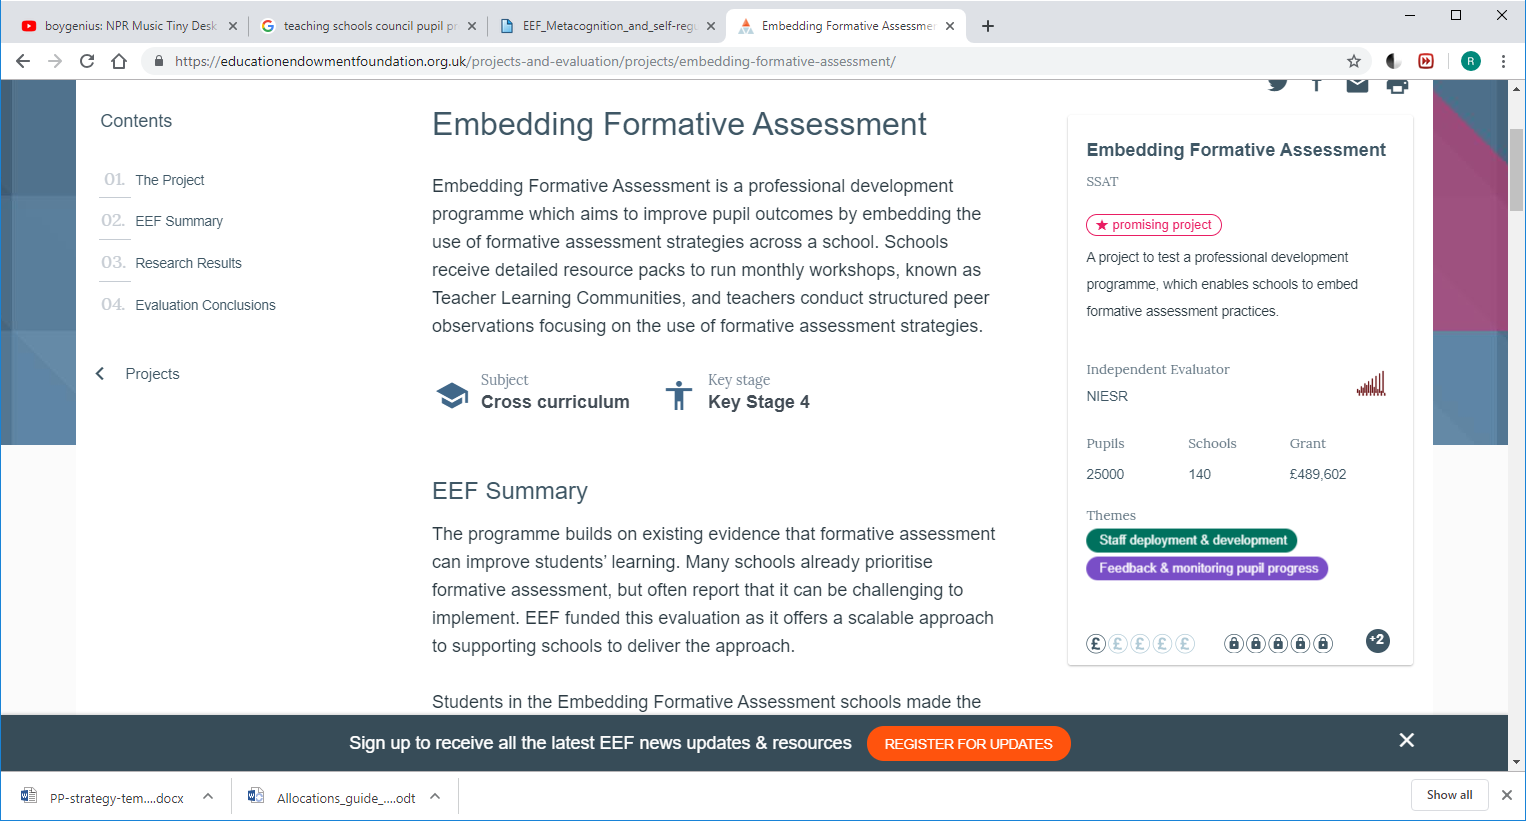 boygenius: NPR Music Tiny Desk
teaching schools council pupil pr
EEF_Metacognition_and_self-regu
Embedding Formative Assessmen
https://educationendowmentfoundation.org.uk/projects-and-evaluation/projects/embedding-formative-assessment/
R
Contents
01. The Project
02. EEF Summary
03. Research Results
04. Evaluation Conclusions
Projects
Embedding Formative Assessment
Embedding Formative Assessment is a professional development
programme which aims to improve pupil outcomes by embedding the
use of formative assessment strategies across a school. Schools
receive detailed resource packs to run monthly workshops, known as
Teacher Learning Communities, and teachers conduct structured peer
observations focusing on the use of formative assessment strategies.
Subject
Cross curriculum
Key stage
Key Stage 4
EEF Summary
The programme builds on existing evidence that formative assessment
can improve students’ learning. Many schools already prioritise
formative assessment, but often report that it can be challenging to
implement. EEF funded this evaluation as it offers a scalable approach
to supporting schools to deliver the approach.
Students in the Embedding Formative Assessment schools made the
Embedding Formative Assessment
SSAT
promising project
A project to test a professional development
programme, which enables schools to embed
formative assessment practices.
Independent Evaluator
NIESR
Pupils Schools Grant
25000 140 £489,602
Themes
Staff deployment & development
Feedback & monitoring pupil progress
£ £ £ £ £ +2
Sign up to receive all the latest EEF news updates & resources REGISTER FOR UPDATES
PP-strategy-tem....docx
Allocations_guide_....odt
Show all